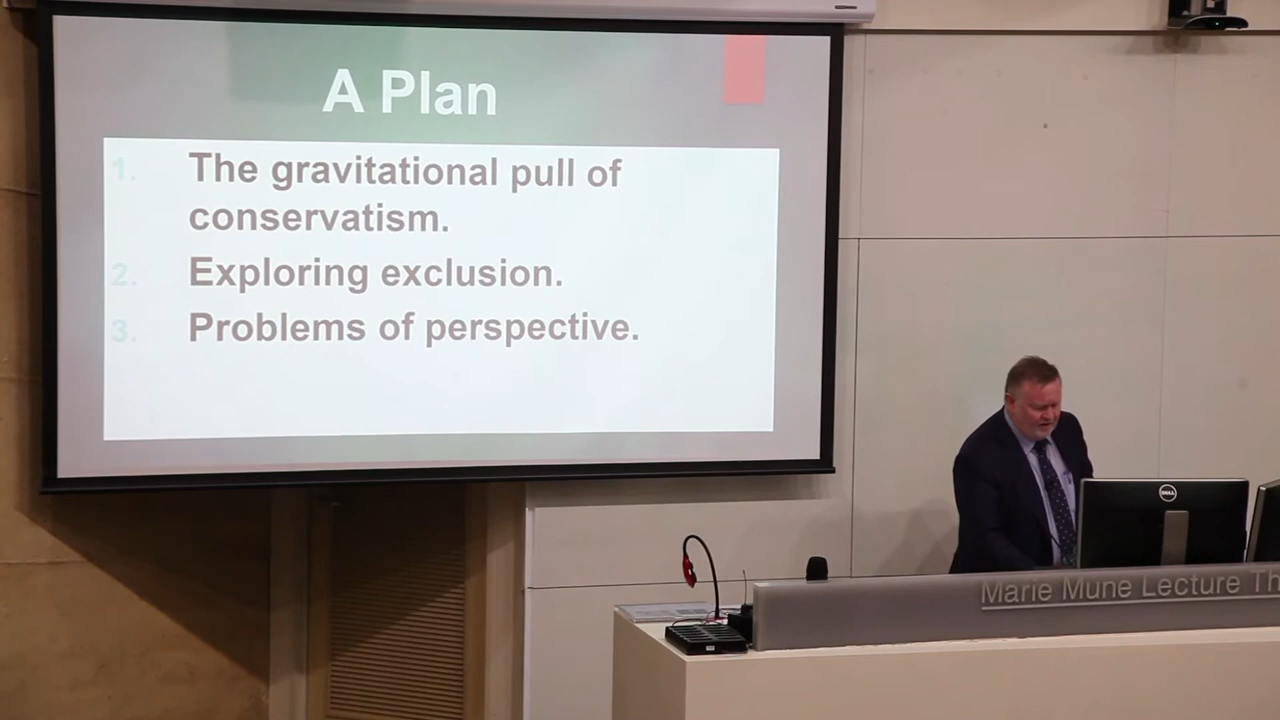 A Plan
1. The gravitational pull of
conservatism.
2. Exploring exclusion.
3. Problems of perspective.
DELL
Marie Mune Lecture Th